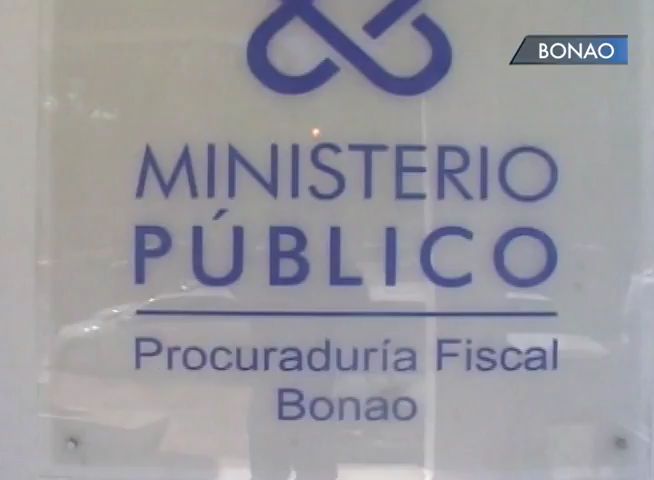 BONAO
MINISTERIO
PÚBLICO
Procuraduría Fiscal
Bonao